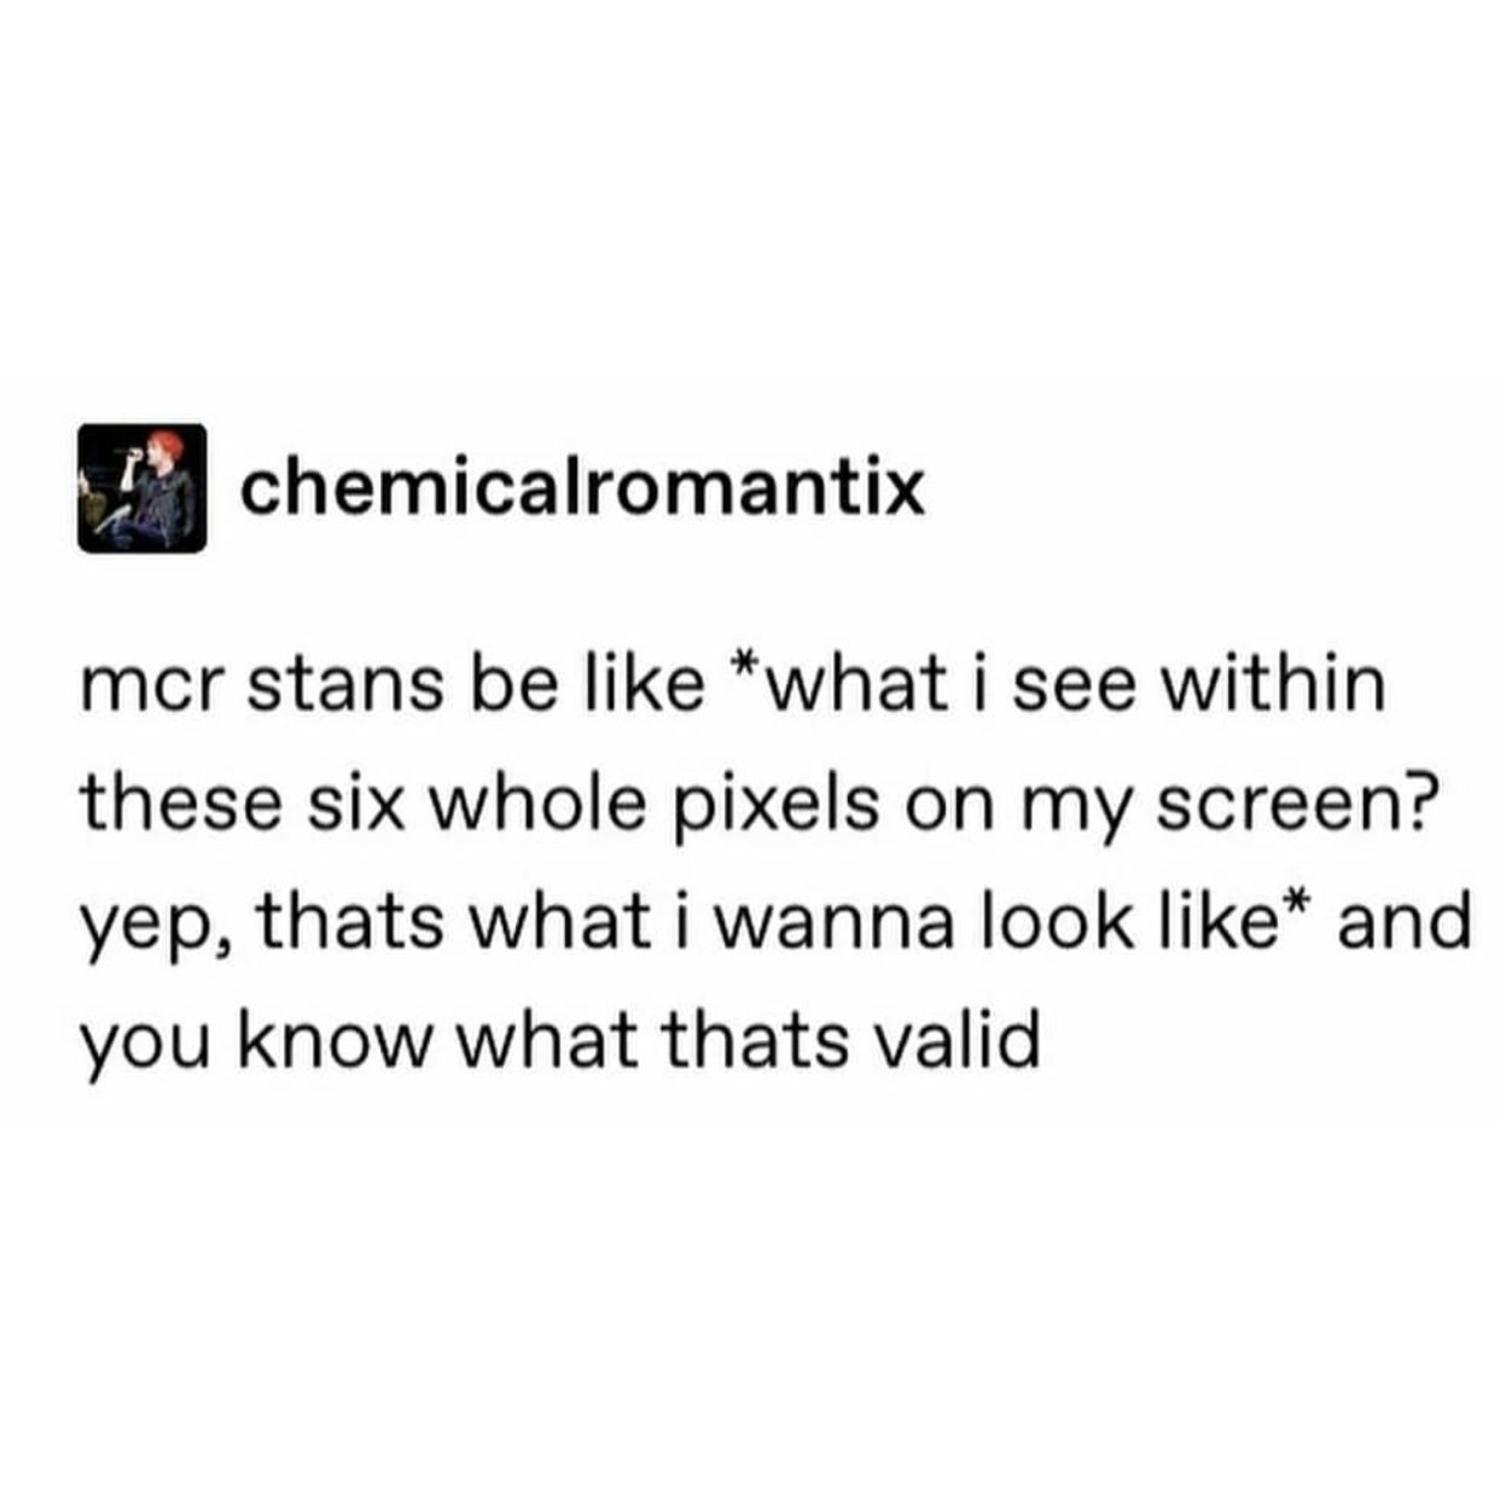 chemicalromantix
mcr stans be like *what i see within
these six whole pixels on my screen?
yep, thats what i wanna look like* and
you know what thats valid